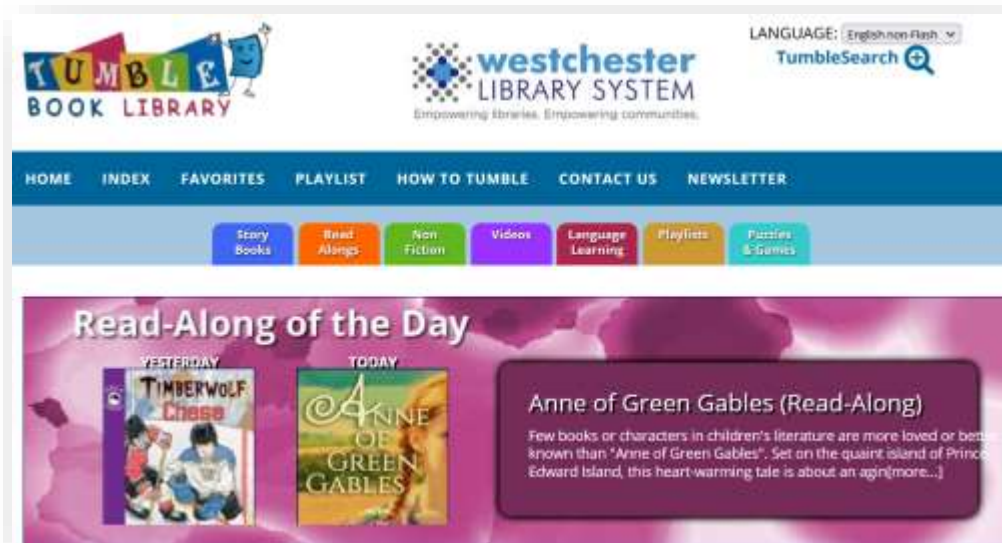 LANGUAGE: English non-Flash
TumbleSearch
TUMBLE
BOOK LIBRARY
westchester
LIBRARY SYSTEM
Empowering libraries. Empowering communities.
HOME INDEX FAVORITES PLAYLIST HOW TO TUMBLE CONTACT US NEWSLETTER
Story Books
Read Alongs
Non Fiction
Videos
Language Learning
Playlists
Puzzles & Games
Read-Along of the Day
YESTERDAY
TODAY
TIMBERWOLF
Chase
ANNE
OF
GREEN
GABLES
Anne of Green Gables (Read-Along)
Few books or characters in children's literature are more loved or bette
known than "Anne of Green Gables". Set on the quaint island of Prince
Edward Island, this heart-warming tale is about an agin[more...]